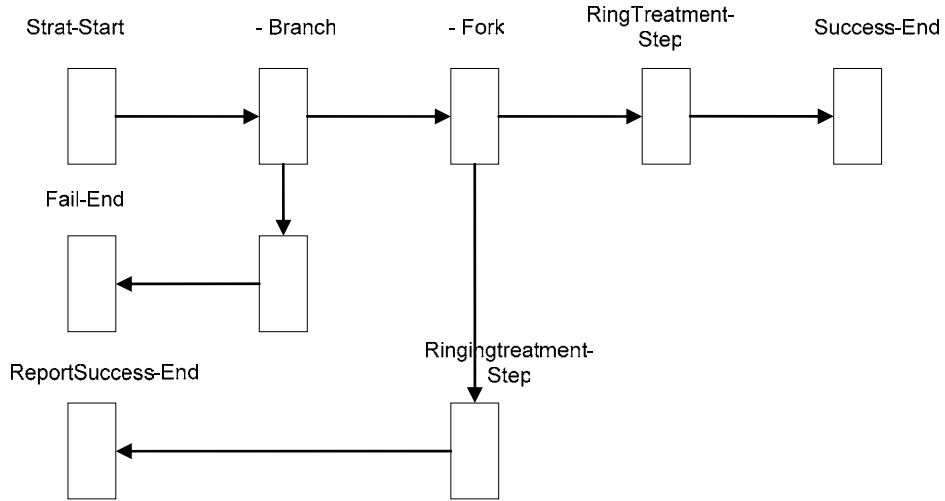 Strat-Start
- Branch
- Fork
RingTreatment-
Step
Success-End
Fail-End
ReportSuccess-End
Ringingtreatment-
Step